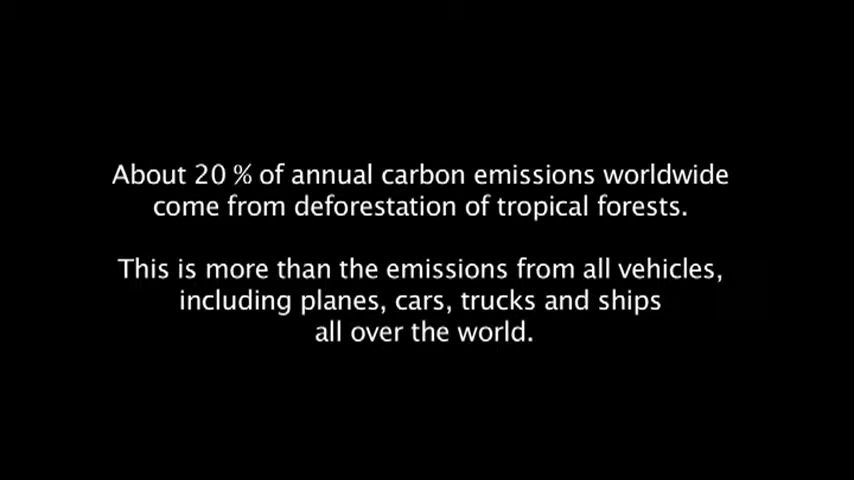 About 20 % of annual carbon emissions worldwide
come from deforestation of tropical forests.
This is more than the emissions from all vehicles,
including planes, cars, trucks and ships
all over the world.